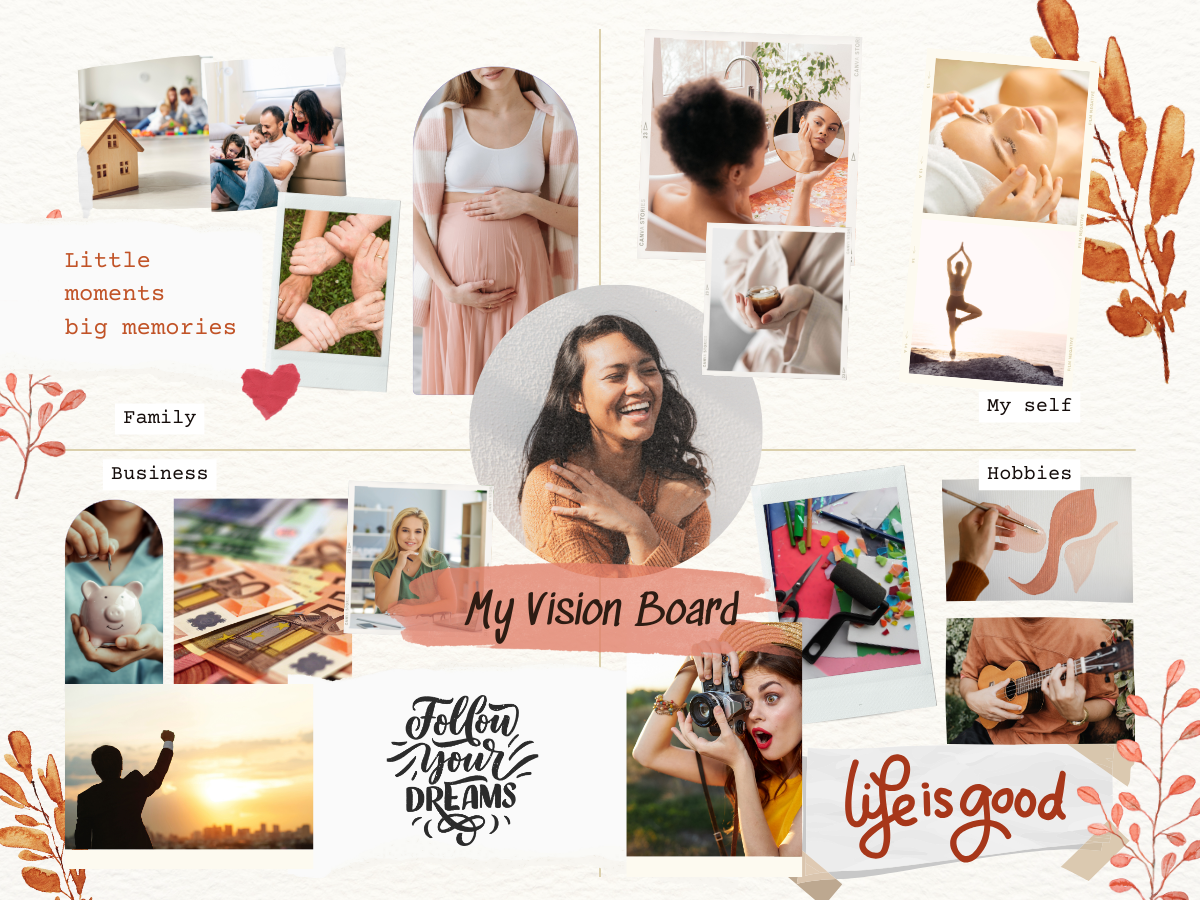 Little
moments
big memories
Family
My self
Business
Hobbies
My Vision Board
Follow
Your
DREAMS
life is good